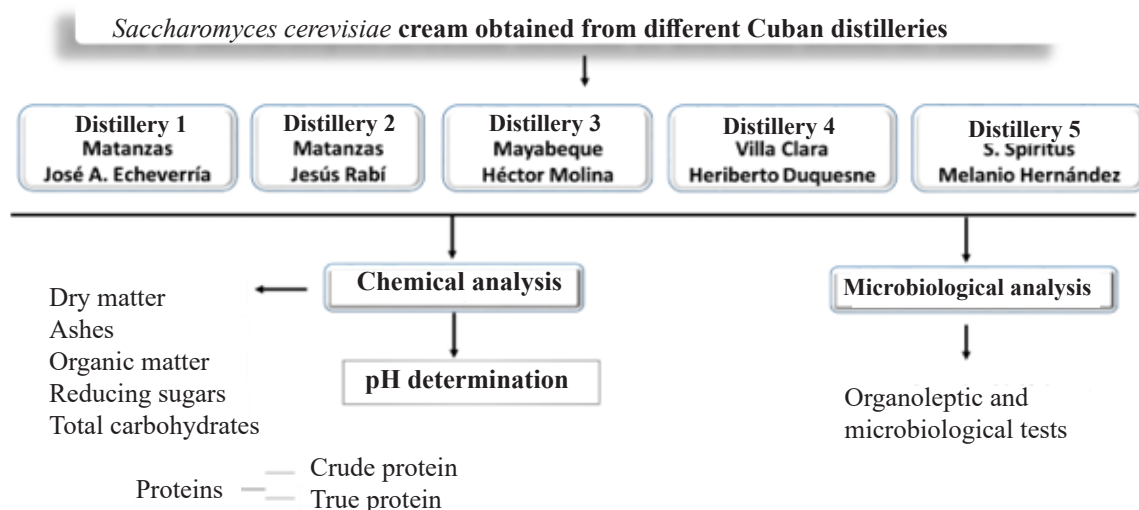 Saccharomyces cerevisiae cream obtained from different Cuban distilleries
Distillery 1
Matanzas
José A. Echeverría
Distillery 2
Matanzas
Jesús Rabí
Distillery 3
Mayabeque
Héctor Molina
Distillery 4
Villa Clara
Heriberto Duquesne
Distillery 5
S. Spiritus
Melanio Hernández
Chemical analysis
Microbiological analysis
Dry matter
Ashes
Organic matter
Reducing sugars
Total carbohydrates
pH determination
Organoleptic and
microbiological tests
Proteins
Crude protein
True protein